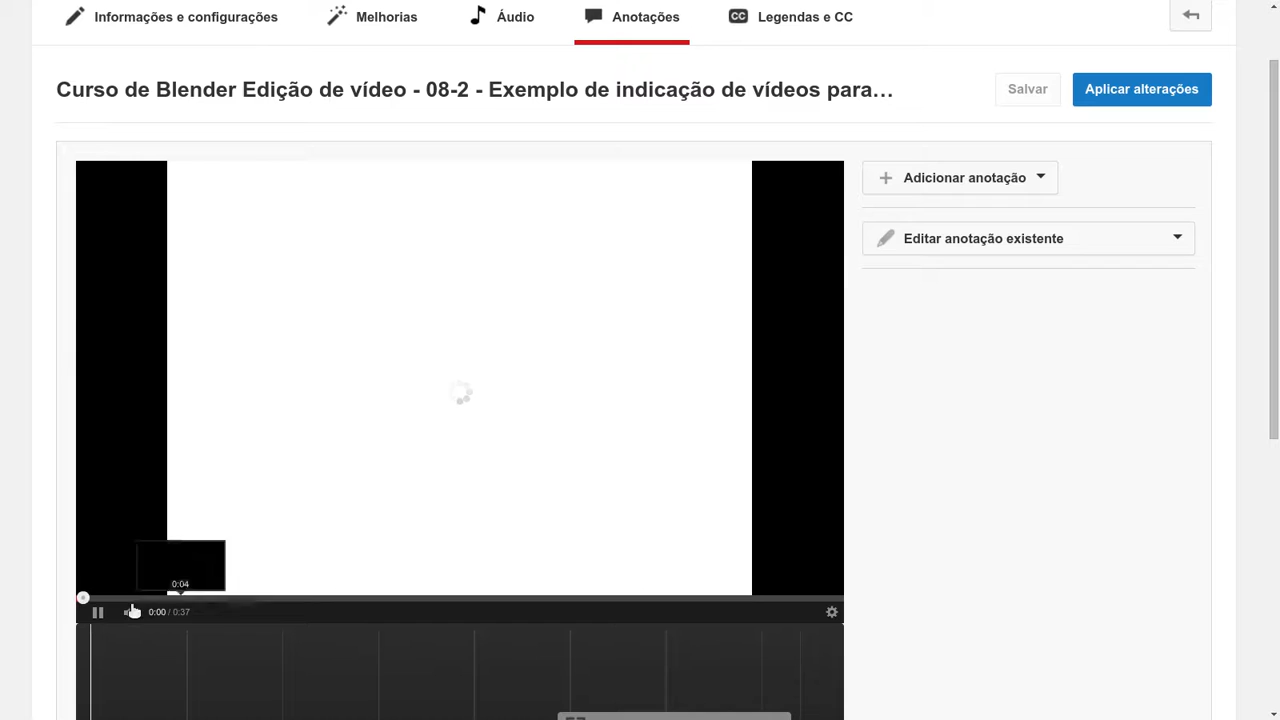 Informações e configurações
Melhorias
Áudio
Anotações
CC Legendas e CC
Curso de Blender Edição de vídeo - 08-2 - Exemplo de indicação de vídeos para…
Salvar
Aplicar alterações
Adicionar anotação
Editar anotação existente
0:04
0:00 / 0:37